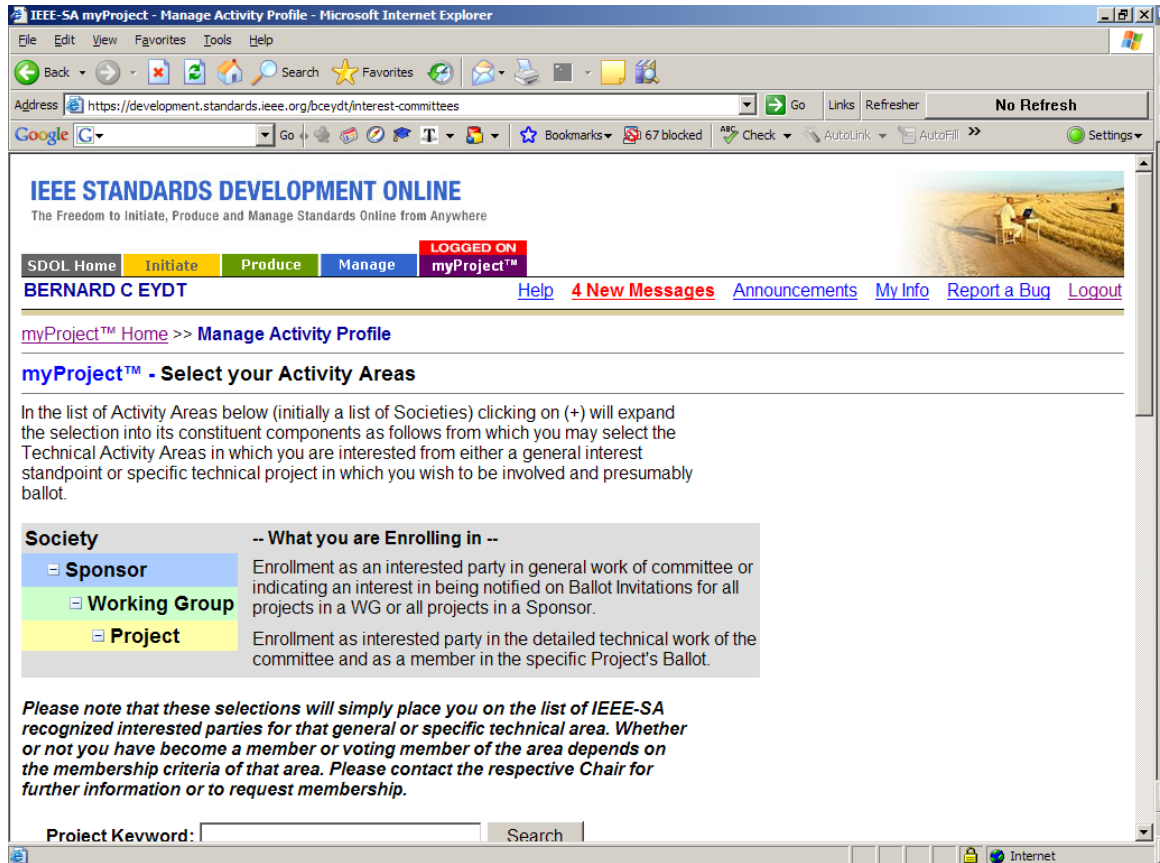 IEEE-SA myProject - Manage Activity Profile - Microsoft Internet Explorer
File Edit View Favorites Tools Help
Back Search Favorites
Address https://development.standards.ieee.org/bceydt/interest-committees Go Links Refresher No Refresh
Google G Go Bookmarks 67 blocked ABC Check AutoLink AutoFill >> Settings
IEEE STANDARDS DEVELOPMENT ONLINE
The Freedom to Initiate, Produce and Manage Standards Online from Anywhere
LOGGED ON
SDOL Home Initiate Produce Manage myProject™
BERNARD C EYDT Help 4 New Messages Announcements My Info Report a Bug Logout
myProject™ Home >> Manage Activity Profile
myProject™ - Select your Activity Areas
In the list of Activity Areas below (initially a list of Societies) clicking on (+) will expand
the selection into its constituent components as follows from which you may select the
Technical Activity Areas in which you are interested from either a general interest
standpoint or specific technical project in which you wish to be involved and presumably
ballot.
Society -- What you are Enrolling in --
Sponsor
Working Group
Project
Enrollment as an interested party in general work of committee or
indicating an interest in being notified on Ballot Invitations for all
projects in a WG or all projects in a Sponsor.
Enrollment as interested party in the detailed technical work of the
committee and as a member in the specific Project's Ballot.
Please note that these selections will simply place you on the list of IEEE-SA
recognized interested parties for that general or specific technical area. Whether
or not you have become a member or voting member of the area depends on
the membership criteria of that area. Please contact the respective Chair for
further information or to request membership.
Project Keyword: Search
Internet